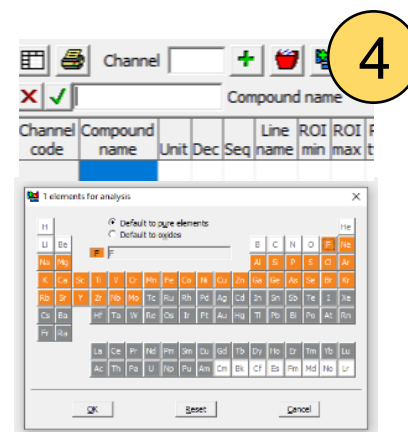 4
Channel
Compound name
Channel Compound Line ROI ROI
code name Unit Dec Seq name min max
T elements for analysis
Default to pure elements
Default to oxides
H He
Li Be F F B C N O F Ne
Na Mg Al Si P S Cl Ar
K Ca Sc Ti V Cr Mn Fe Co Ni Cu Zn Ga Ge As Se Br Kr
Rb Sr Y Zr Nb Mo Tc Ru Rh Pd Ag Cd In Sn Sb Te I Xe
Cs Ba Hf Ta W Re Os Ir Pt Au Hg Tl Pb Bi Po At Rn
Fr Ra
La Ce Pr Nd Pm Sm Eu Gd Tb Dy Ho Er Tm Yb Lu
Ac Th Pa U Np Pu Am Cm Bk Cf Es Fm Md No Lr
OK Reset Cancel